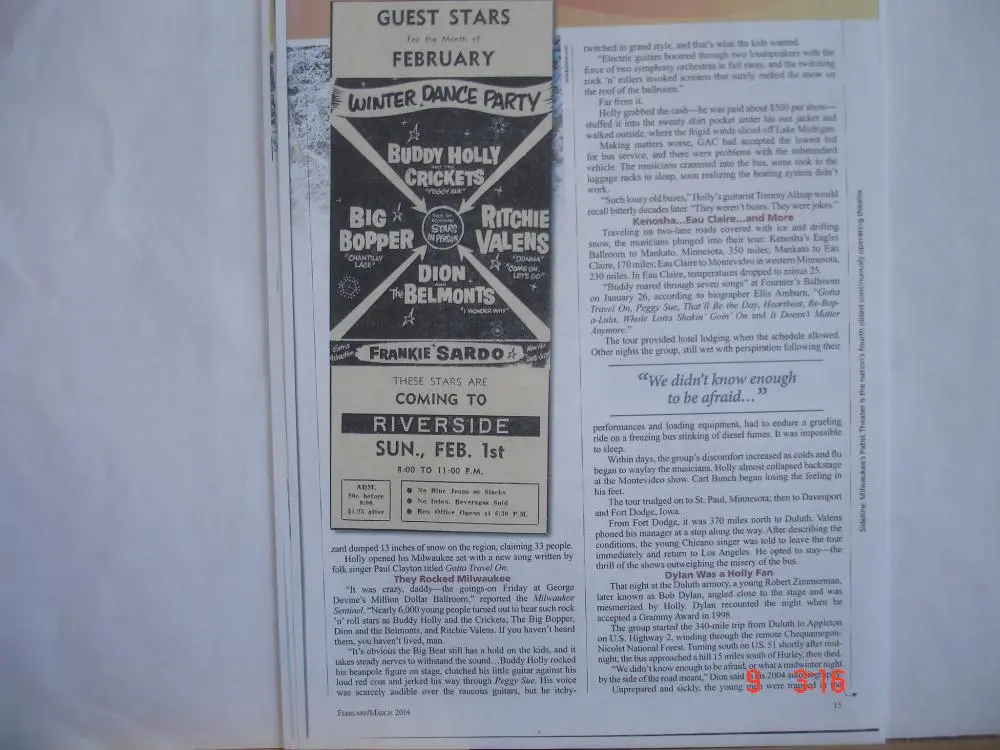 GUEST STARS
For the Month of
FEBRUARY
WINTER DANCE PARTY
BUDDY HOLLY
AND THE
CRICKETS
"PEGGY SUE"
BIG
BOPPER
"CHANTILLY
LACE"
STARS
IN PERSON
RITCHIE
VALENS
"DONNA"
"COME ON,
LET'S GO"
DION
AND
The BELMONTS
"I WONDER WHY"
Extra
Attraction
FRANKIE SARDO
THESE STARS ARE
COMING TO
RIVERSIDE
SUN., FEB. 1st
8:00 TO 11:00 P.M.
ADM.
90c before
8:00
$1.25 after
No Blue Jeans or Slacks
No Intox. Beverages Sold
Box Office Opens at 6:30 P.M.
zard dumped 13 inches of snow on the region, claiming 33 people.
Holly opened his Milwaukee set with a new song written by
folk singer Paul Clayton titled Gotta Travel On.
They Rocked Milwaukee
"It was crazy, daddy—the goings-on Friday at George
Devine's Million Dollar Ballroom," reported the Milwaukee
Sentinel. "Nearly 6,000 young people turned out to hear such rock
'n' roll stars as Buddy Holly and the Crickets, The Big Bopper,
Dion and the Belmonts, and Ritchie Valens. If you haven't heard
them, you haven't lived, man.
"It's obvious the Big Beat still has a hold on the kids, and it
takes steady nerves to withstand the sound…Buddy Holly rocked
his beanpole figure on stage, clutched his little guitar against his
loud red coat and jerked his way through Peggy Sue. His voice
was scarcely audible over the raucous guitars, but he itchy-
twitched in grand style, and that's what the kids wanted.
"Electric guitars boomed through two loudspeakers with the
force of two symphony orchestras in full sway, and the twitching
rock 'n' rollers invoked screams that surely melted the snow on
the roof of the ballroom."
Far from it.
Holly grabbed the cash—he was paid about $500 per show—
stuffed it into the sweaty shirt pocket under his suit jacket and
walked outside, where the frigid winds sliced off Lake Michigan.
Making matters worse, GAC had accepted the lowest bid
for bus service, and there were problems with the substandard
vehicle. The musicians crammed into the bus, some took to the
luggage racks to sleep, soon realizing the heating system didn't
work.
"Such lousy old buses," Holly's guitarist Tommy Allsup would
recall bitterly decades later. "They weren't buses. They were jokes."
Kenosha...Eau Claire...and More
Traveling on two-lane roads covered with ice and drifting
snow, the musicians plunged into their tour: Kenosha's Eagles
Ballroom to Mankato, Minnesota, 350 miles; Mankato to Eau
Claire, 170 miles; Eau Claire to Montevideo in western Minnesota,
230 miles. In Eau Claire, temperatures dropped to minus 25.
"Buddy roared through seven songs" at Fournier's Ballroom
on January 26, according to biographer Ellis Amburn, "Gotta
Travel On, Peggy Sue, That'll Be the Day, Heartbeat, Be-Bop-
a-Lula, Whole Lotta Shakin' Goin' On and It Doesn't Matter
Anymore."
The tour provided hotel lodging when the schedule allowed.
Other nights the group, still wet with perspiration following their
"We didn't know enough
to be afraid..."
performances and loading equipment, had to endure a grueling
ride on a freezing bus stinking of diesel fumes. It was impossible
to sleep.
Within days, the group's discomfort increased as colds and flu
began to waylay the musicians. Holly almost collapsed backstage
at the Montevideo show. Carl Bunch began losing the feeling in
his feet.
The tour trudged on to St. Paul, Minnesota; then to Davenport
and Fort Dodge, Iowa.
From Fort Dodge, it was 370 miles north to Duluth. Valens
phoned his manager at a stop along the way. After describing the
conditions, the young Chicano singer was told to leave the tour
immediately and return to Los Angeles. He opted to stay—the
thrill of the shows outweighing the misery of the bus.
Dylan Was a Holly Fan
That night at the Duluth armory, a young Robert Zimmerman,
later known as Bob Dylan, angled close to the stage and was
mesmerized by Holly. Dylan recounted the night when he
accepted a Grammy Award in 1998.
The group started the 340-mile trip from Duluth to Appleton
on U.S. Highway 2, winding through the remote Chequamegon-
Nicolet National Forest. Turning south on U.S. 51 shortly after mid-
night, the bus approached a hill 15 miles south of Hurley, then died.
"We didn't know enough to be afraid, or what a midwinter night
by the side of the road meant," Dion said in his 2004 autobiography.
Unprepared and sickly, the young men were trapped in the
Sideline: Milwaukee's Pabst Theater is the nation's fourth oldest continuously operating theatre.
FEBRUARY/MARCH 2014
15
9 3:16